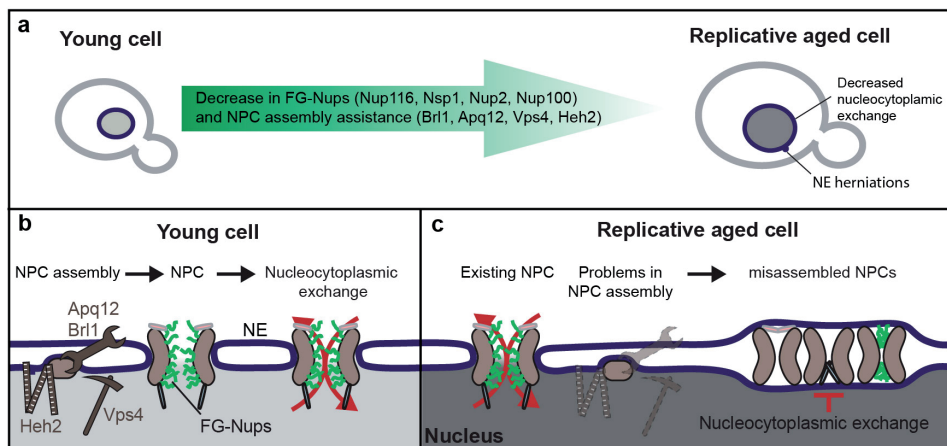 a
Young cell
Replicative aged cell
Decrease in FG-Nups (Nup116, Nsp1, Nup2, Nup100)
and NPC assembly assistance (Brl1, Apq12, Vps4, Heh2)
Decreased
nucleocytoplamic
exchange
NE herniations
b
Young cell
NPC assembly
NPC
Nucleocytoplasmic
exchange
Apq12
Brl1
NE
Heh2
Vps4
FG-Nups
c
Replicative aged cell
Existing NPC
Problems in
NPC assembly
misassembled NPCs
Nucleocytoplasmic exchange
Nucleus